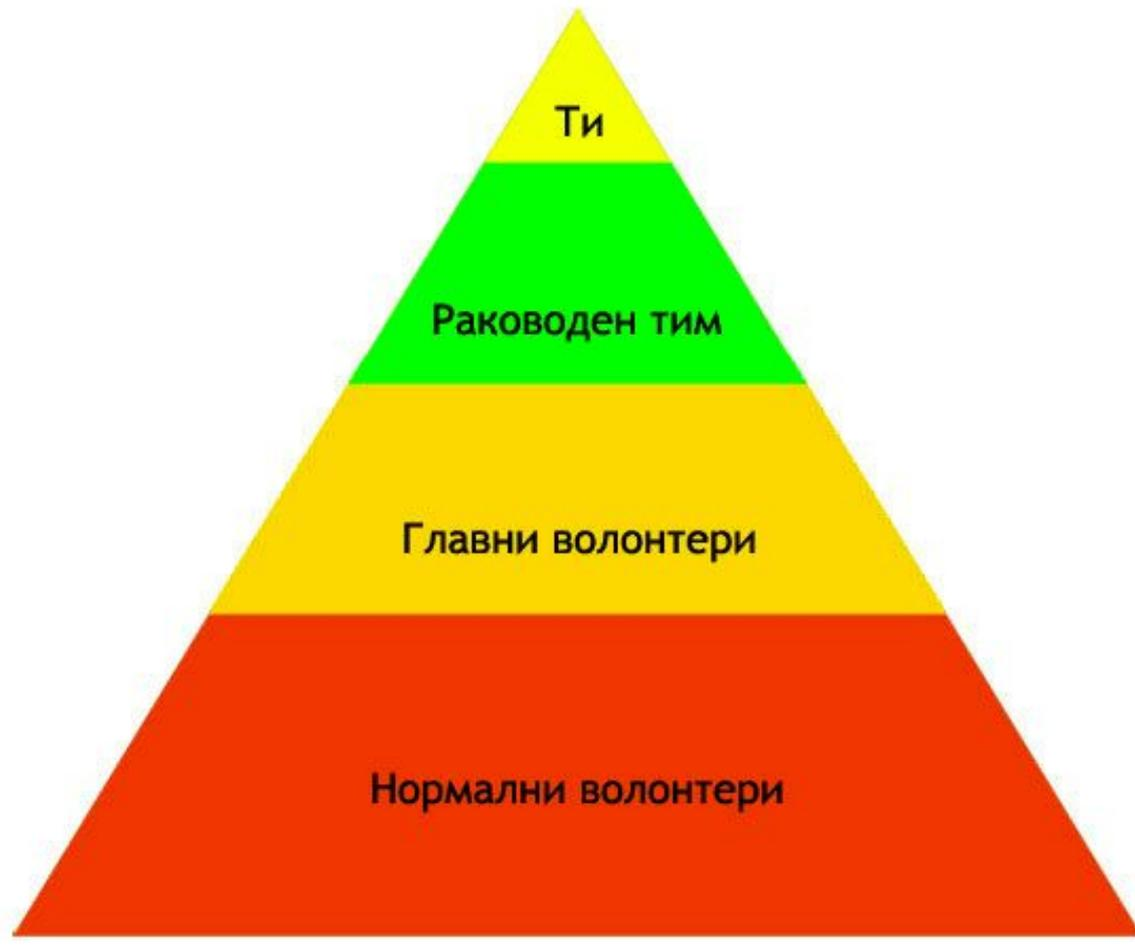 Ти
Раководен тим
Главни волонтери
Нормални волонтери